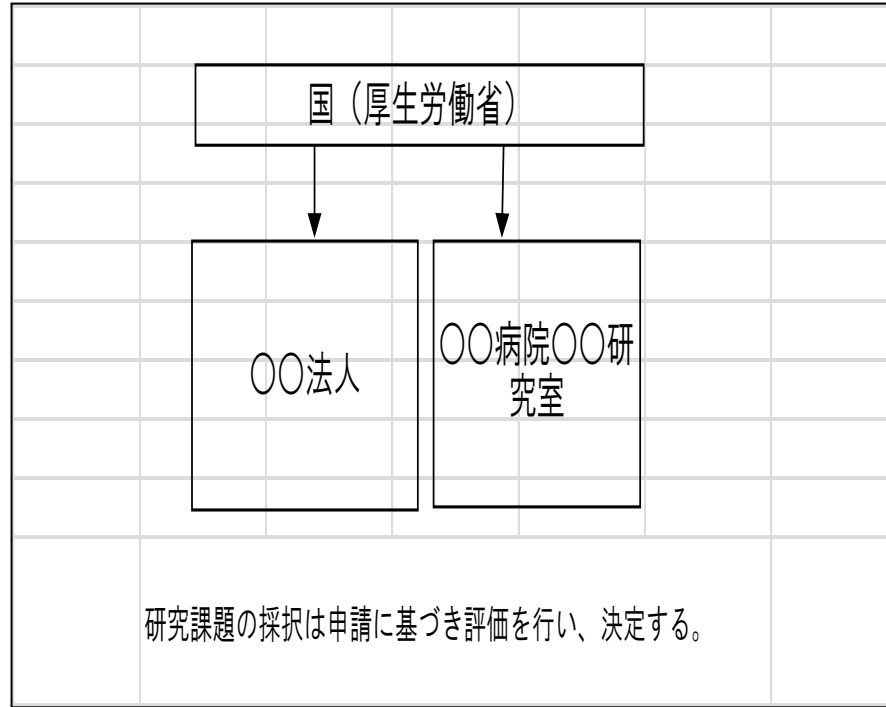 国（厚生労働省）
〇〇法人
〇〇病院〇〇研
究室
研究課題の採択は申請に基づき評価を行い、決定する。